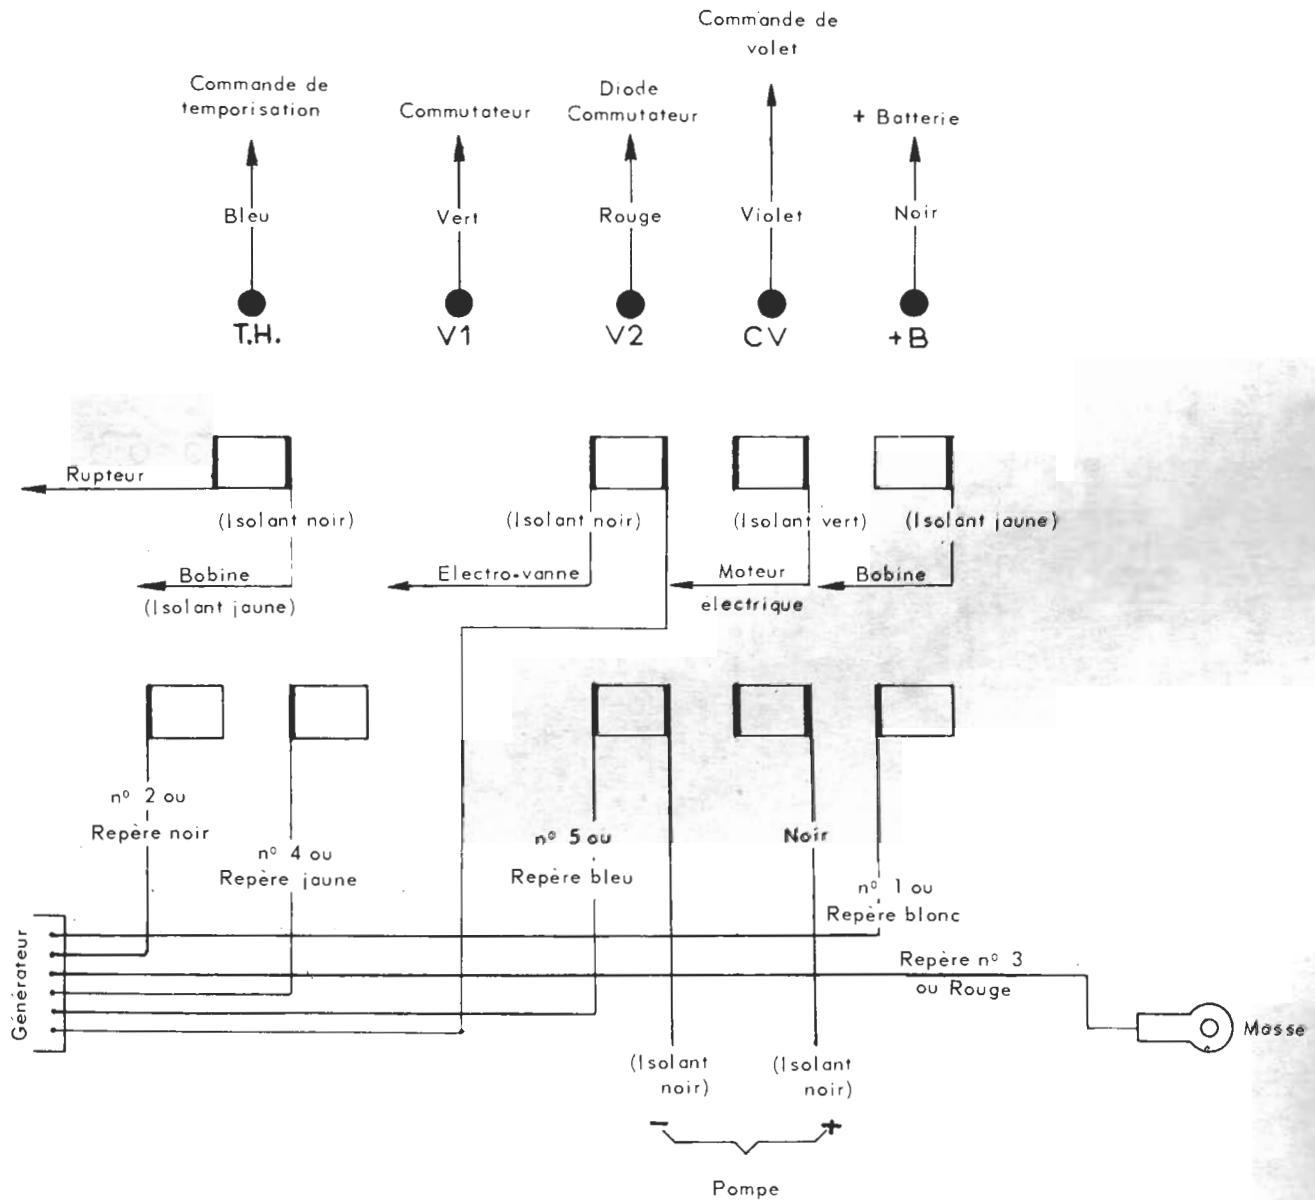 Commande de
volet
Commande de
temporisation
Commutateur
Diode
Commutateur
+ Batterie
Bleu
Vert
Rouge
Violet
Noir
T.H.
V1
V2
CV
+B
Rupteur
(Isolant noir)
(Isolant noir)
(Isolant vert)
(Isolant jaune)
Bobine
(Isolant jaune)
Electro-vanne
Moteur
électrique
Bobine
n° 2 ou
Repère noir
n° 4 ou
Repère jaune
n° 5 ou
Repère bleu
Noir
n° 1 ou
Repère blanc
Générateur
Repère n° 3
ou Rouge
Masse
(Isolant
noir)
(Isolant
noir)
- +
Pompe